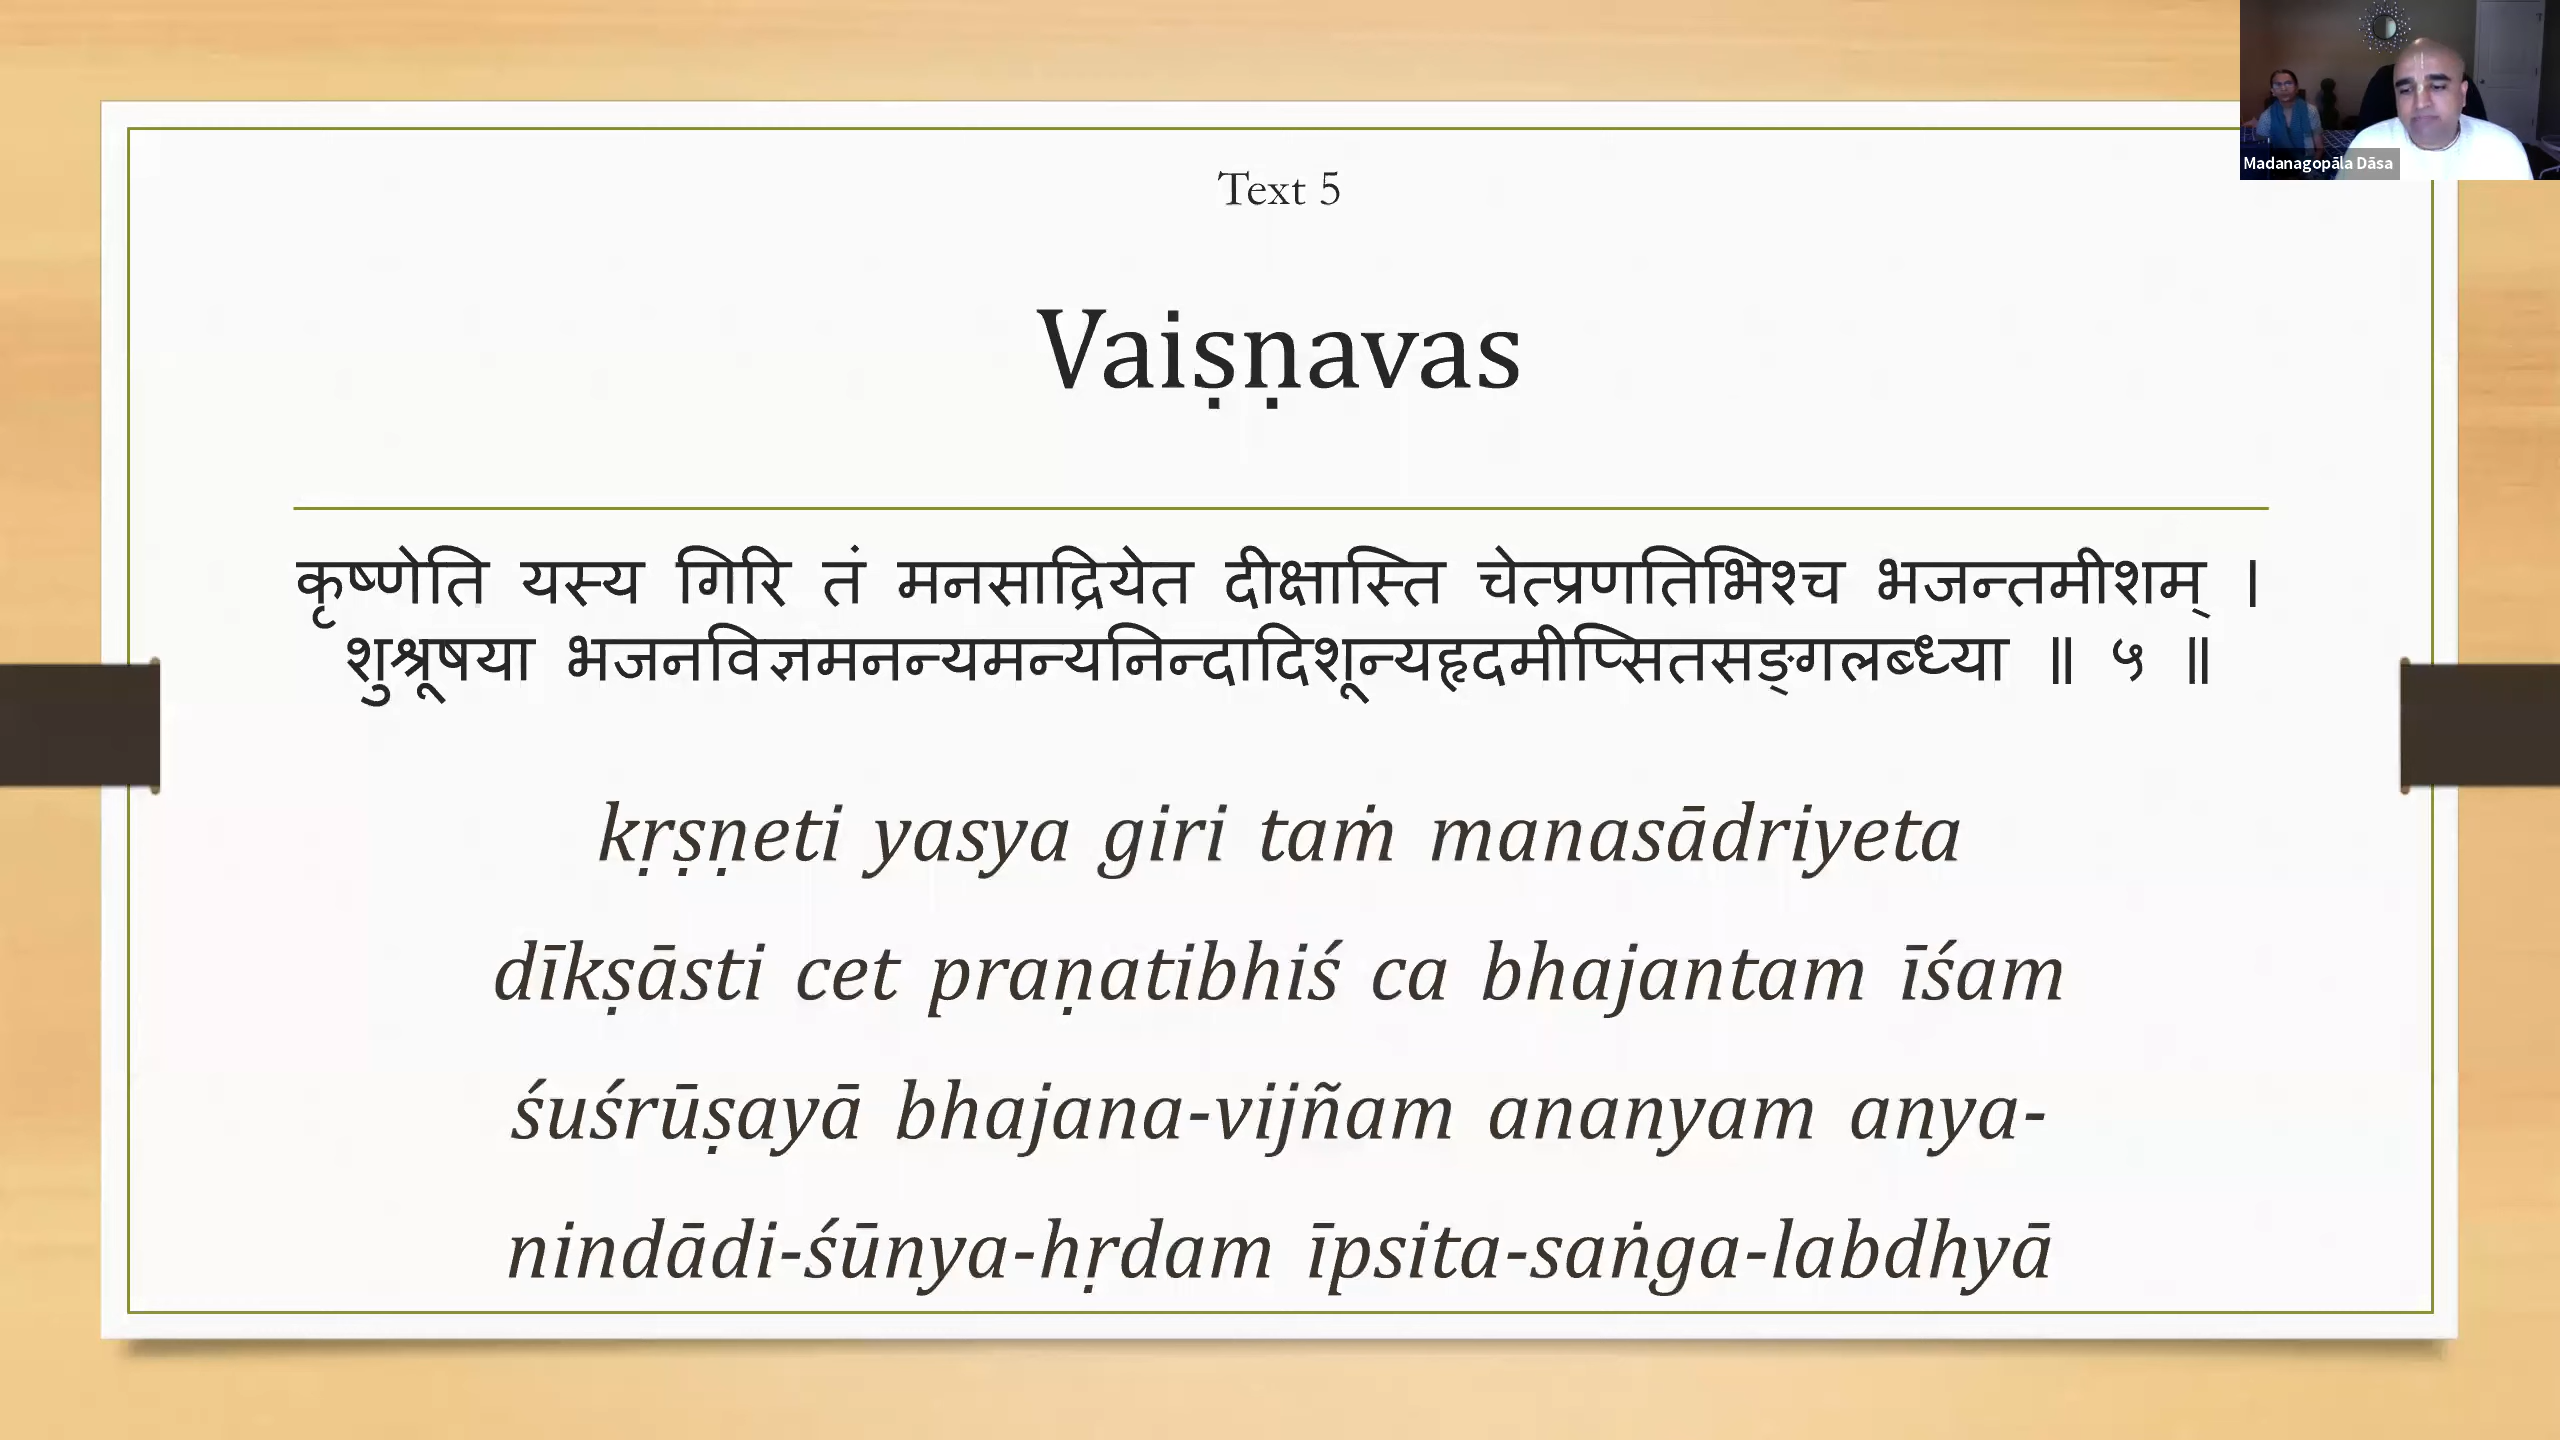 Madanagopāla Dāsa
Text 5
Vaiṣṇavas
कृष्णेति यस्य गिरि तं मनसाद्रियेत दीक्षास्ति चेत्प्रणतिभिश्च भजन्तमीशम् ।
शुश्रूषया भजनविज्ञमनन्यमन्यनिन्दादिशून्यहृदमीप्सितसङ्गलब्ध्या ॥ ५ ॥
kṛṣṇeti yasya giri taṁ manasādriyeta
dīkṣāsti cet praṇatibhiś ca bhajantam īśam
śuśrūṣayā bhajana-vijñam ananyam anya-
nindādi-śūnya-hṛdam īpsita-saṅga-labdhyā